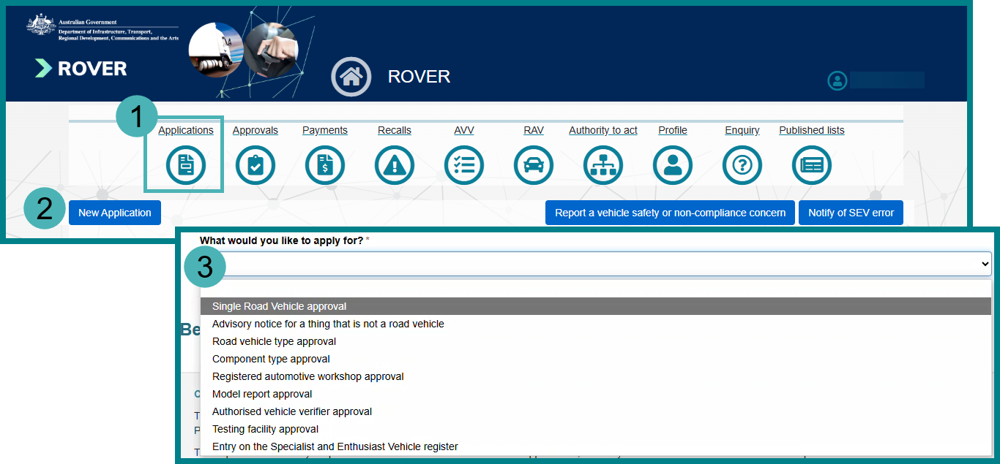 Australian Government
Department of Infrastructure, Transport,
Regional Development, Communications and the Arts
ROVER
ROVER
1
Applications Approvals Payments Recalls AVV RAV Authority to act Profile Enquiry Published lists
2
New Application Report a vehicle safety or non-compliance concern Notify of SEV error
What would you like to apply for? *
3
Single Road Vehicle approval
Advisory notice for a thing that is not a road vehicle
Be
Road vehicle type approval
Component type approval
Registered automotive workshop approval
Model report approval
Authorised vehicle verifier approval
Testing facility approval
Entry on the Specialist and Enthusiast Vehicle register